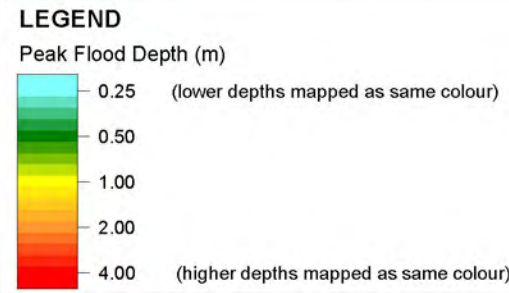 LEGEND
Peak Flood Depth (m)
0.25 (lower depths mapped as same colour)
0.50
1.00
2.00
4.00 (higher depths mapped as same colour)